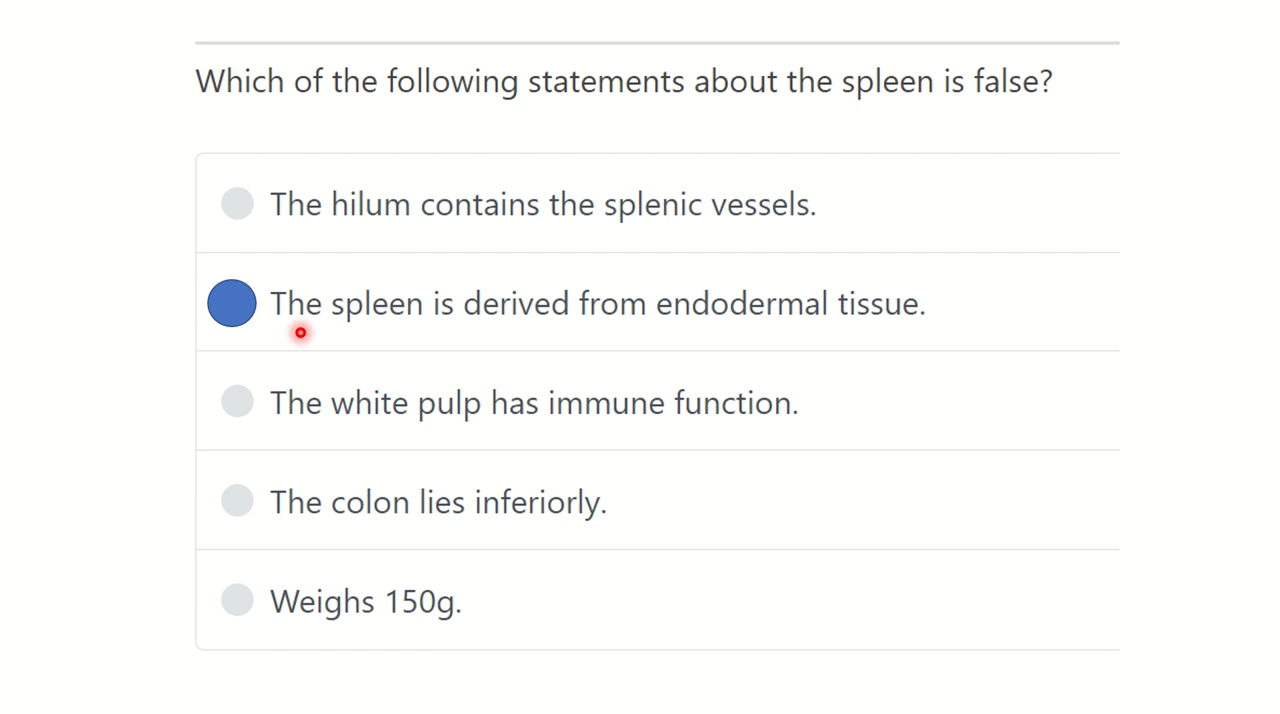 Which of the following statements about the spleen is false?
The hilum contains the splenic vessels.
The spleen is derived from endodermal tissue.
The white pulp has immune function.
The colon lies inferiorly.
Weighs 150g.